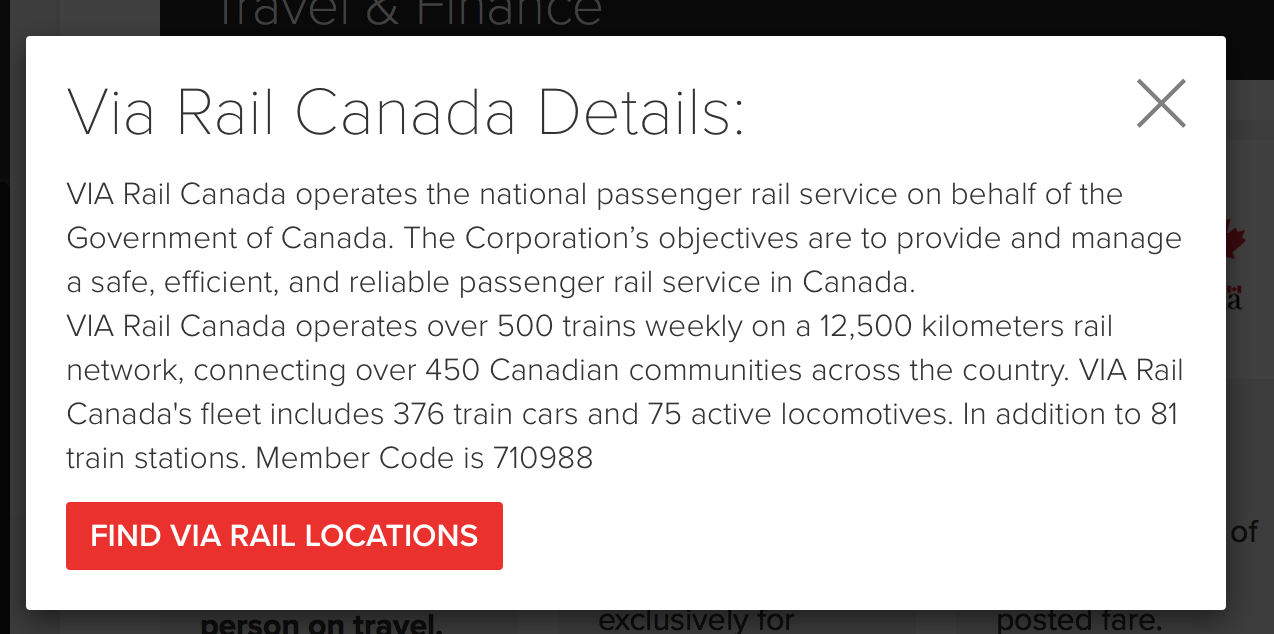 Travel & Finance
Via Rail Canada Details:
VIA Rail Canada operates the national passenger rail service on behalf of the
Government of Canada. The Corporation’s objectives are to provide and manage
a safe, efficient, and reliable passenger rail service in Canada.
VIA Rail Canada operates over 500 trains weekly on a 12,500 kilometers rail
network, connecting over 450 Canadian communities across the country. VIA Rail
Canada's fleet includes 376 train cars and 75 active locomotives. In addition to 81
train stations. Member Code is 710988
FIND VIA RAIL LOCATIONS
of
person on travel. exclusively for posted fare.